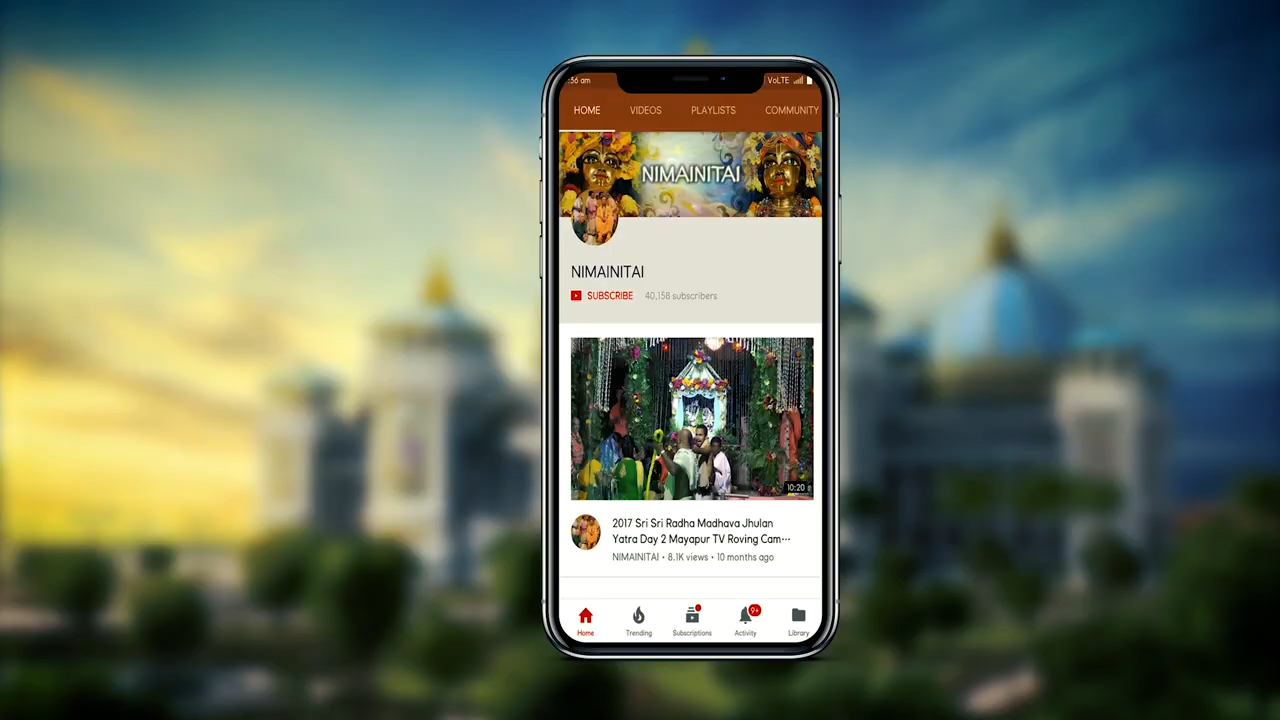 :56 am
VoLTE
HOME VIDEOS PLAYLISTS COMMUNITY
NIMAINITAI
NIMAINITAI
SUBSCRIBE 40,158 subscribers
10:20
2017 Sri Sri Radha Madhava Jhulan
Yatra Day 2 Mayapur TV Roving Cam...
NIMAINITAI • 8.1K views • 10 months ago
9+
Home Trending Subscriptions Activity Library